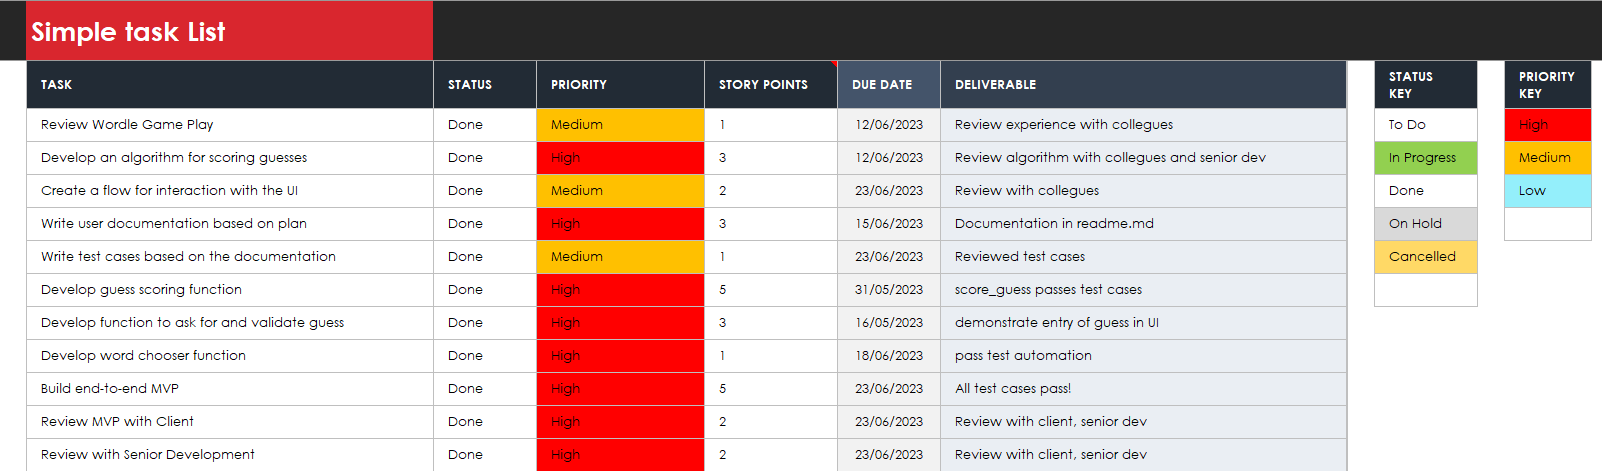 Simple task List
TASK STATUS PRIORITY STORY POINTS DUE DATE DELIVERABLE
Review Wordle Game Play Done Medium 1 12/06/2023 Review experience with collegues
Develop an algorithm for scoring guesses Done High 3 12/06/2023 Review algorithm with collegues and senior dev
Create a flow for interaction with the UI Done Medium 2 23/06/2023 Review with collegues
Write user documentation based on plan Done High 3 15/06/2023 Documentation in readme.md
Write test cases based on the documentation Done Medium 1 23/06/2023 Reviewed test cases
Develop guess scoring function Done High 5 31/05/2023 score_guess passes test cases
Develop function to ask for and validate guess Done High 3 16/05/2023 demonstrate entry of guess in UI
Develop word chooser function Done High 1 18/06/2023 pass test automation
Build end-to-end MVP Done High 5 23/06/2023 All test cases pass!
Review MVP with Client Done High 2 23/06/2023 Review with client, senior dev
Review with Senior Development Done High 2 23/06/2023 Review with client, senior dev
STATUS
KEY
To Do
In Progress
Done
On Hold
Cancelled
PRIORITY
KEY
High
Medium
Low